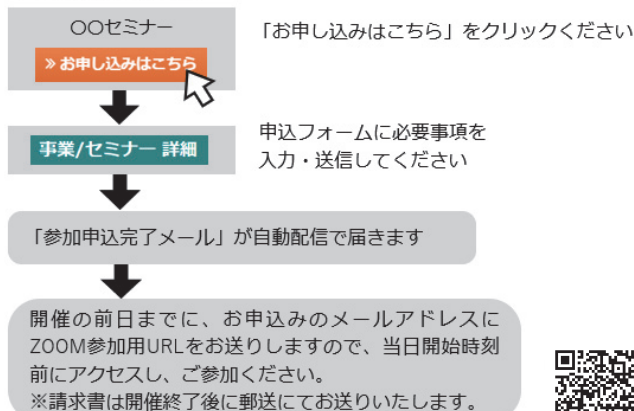 〇〇セミナー
「お申し込みはこちら」をクリックください
» お申し込みはこちら
事業/セミナー 詳細
申込フォームに必要事項を
入力・送信してください
「参加申込完了メール」が自動配信で届きます
開催の前日までに、お申込みのメールアドレスに
ZOOM参加用URLをお送りしますので、当日開始時刻
前にアクセスし、ご参加ください。
※請求書は開催終了後に郵送にてお送りいたします。